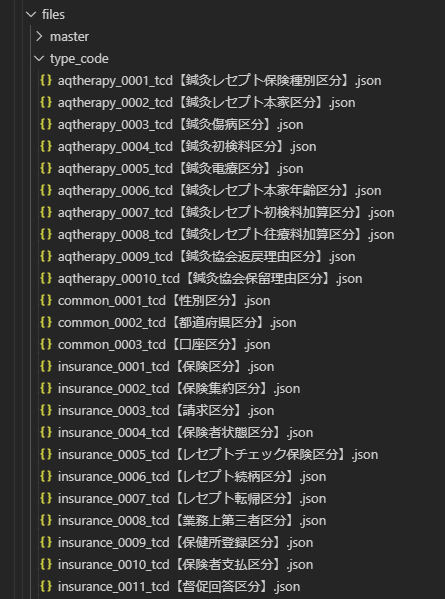 files
master
type_code
{} aqtherapy_0001_tcd【鍼灸レセプト保険種別区分】.json
{} aqtherapy_0002_tcd【鍼灸レセプト本家区分】.json
{} aqtherapy_0003_tcd【鍼灸傷病区分】.json
{} aqtherapy_0004_tcd【鍼灸初検料区分】.json
{} aqtherapy_0005_tcd【鍼灸電療区分】.json
{} aqtherapy_0006_tcd【鍼灸レセプト本家年齢区分】.json
{} aqtherapy_0007_tcd【鍼灸レセプト初検料加算区分】.json
{} aqtherapy_0008_tcd【鍼灸レセプト往療料加算区分】.json
{} aqtherapy_0009_tcd【鍼灸協会返戻理由区分】.json
{} aqtherapy_00010_tcd【鍼灸協会保留理由区分】.json
{} common_0001_tcd【性別区分】.json
{} common_0002_tcd【都道府県区分】.json
{} common_0003_tcd【口座区分】.json
{} insurance_0001_tcd【保険区分】.json
{} insurance_0002_tcd【保険集約区分】.json
{} insurance_0003_tcd【請求区分】.json
{} insurance_0004_tcd【保険者状態区分】.json
{} insurance_0005_tcd【レセプトチェック保険区分】.json
{} insurance_0006_tcd【レセプト続柄区分】.json
{} insurance_0007_tcd【レセプト転帰区分】.json
{} insurance_0008_tcd【業務上第三者区分】.json
{} insurance_0009_tcd【保健所登録区分】.json
{} insurance_0010_tcd【保険者支払区分】.json
{} insurance_0011_tcd【督促回答区分】.json